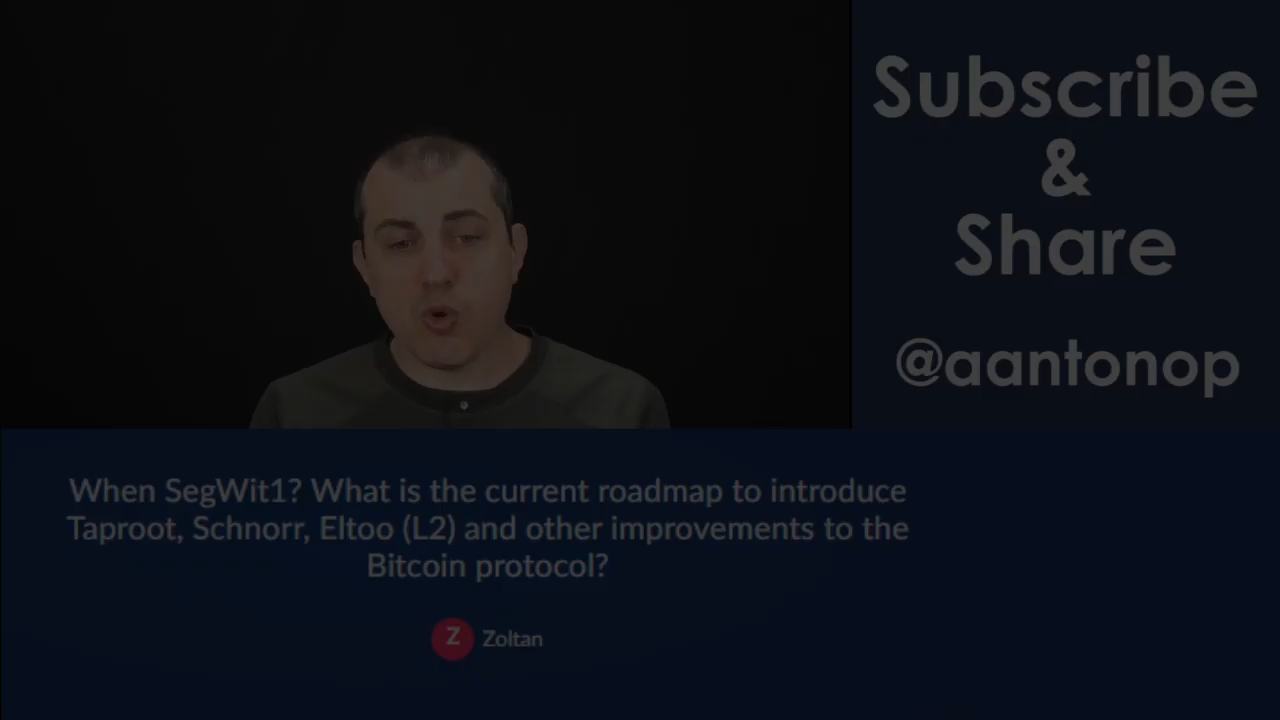 Subscribe
&
Share
@aantonop
When SegWit1? What is the current roadmap to introduce
Taproot, Schnorr, Eltoo (L2) and other improvements to the
Bitcoin protocol?
Z Zoltan